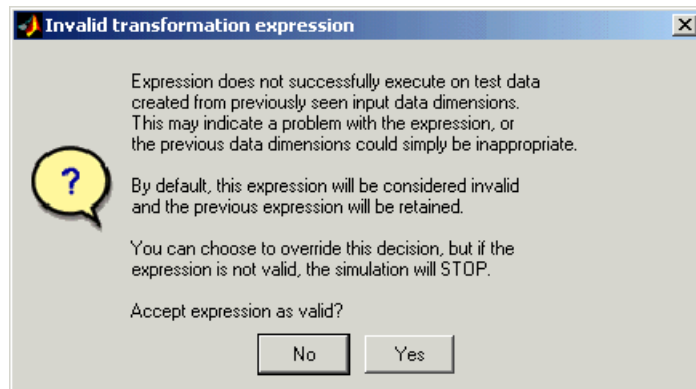 Invalid transformation expression
Expression does not successfully execute on test data
created from previously seen input data dimensions.
This may indicate a problem with the expression, or
the previous data dimensions could simply be inappropriate.
By default, this expression will be considered invalid
and the previous expression will be retained.
You can choose to override this decision, but if the
expression is not valid, the simulation will STOP.
Accept expression as valid?
No Yes